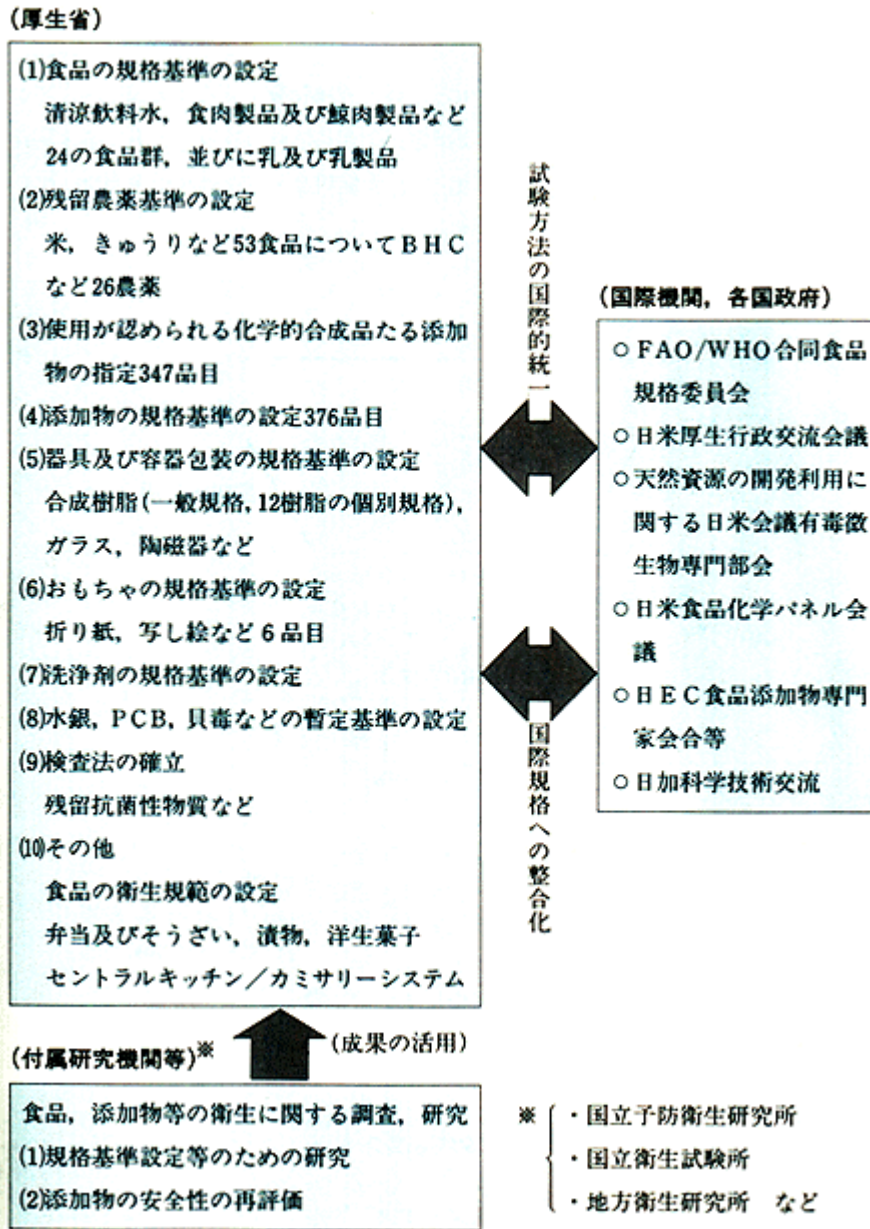 (厚生省)
(1)食品の規格基準の設定
清涼飲料水，食肉製品及び鯨肉製品など
24の食品群，並びに乳及び乳製品
(2)残留農薬基準の設定
米，きゅうりなど53食品についてＢＨＣ
など26農薬
(3)使用が認められる化学的合成品たる添加
物の指定347品目
(4)添加物の規格基準の設定376品目
(5)器具及び容器包装の規格基準の設定
合成樹脂(一般規格，12樹脂の個別規格)，
ガラス，陶磁器など
(6)おもちゃの規格基準の設定
折り紙，写し絵など６品目
(7)洗浄剤の規格基準の設定
(8)水銀，ＰＣＢ，貝毒などの暫定基準の設定
(9)検査法の確立
残留抗菌性物質など
(10)その他
食品の衛生規範の設定
弁当及びそうざい，漬物，洋生菓子
セントラルキッチン／カミサリーシステム
試験方法の国際的統一
国際規格への整合化
(国際機関，各国政府)
○ＦＡＯ/ＷＨＯ合同食品
規格委員会
○日米厚生行政交流会議
○天然資源の開発利用に
関する日米会議有毒微
生物専門部会
○日米食品化学パネル会
議
○日ＥＣ食品添加物専門
家会合等
○日加科学技術交流
(成果の活用)
(付属研究機関等)※
食品，添加物等の衛生に関する調査，研究
(1)規格基準設定等のための研究
(2)添加物の安全性の再評価
※
・国立予防衛生研究所
・国立衛生試験所
・地方衛生研究所　など